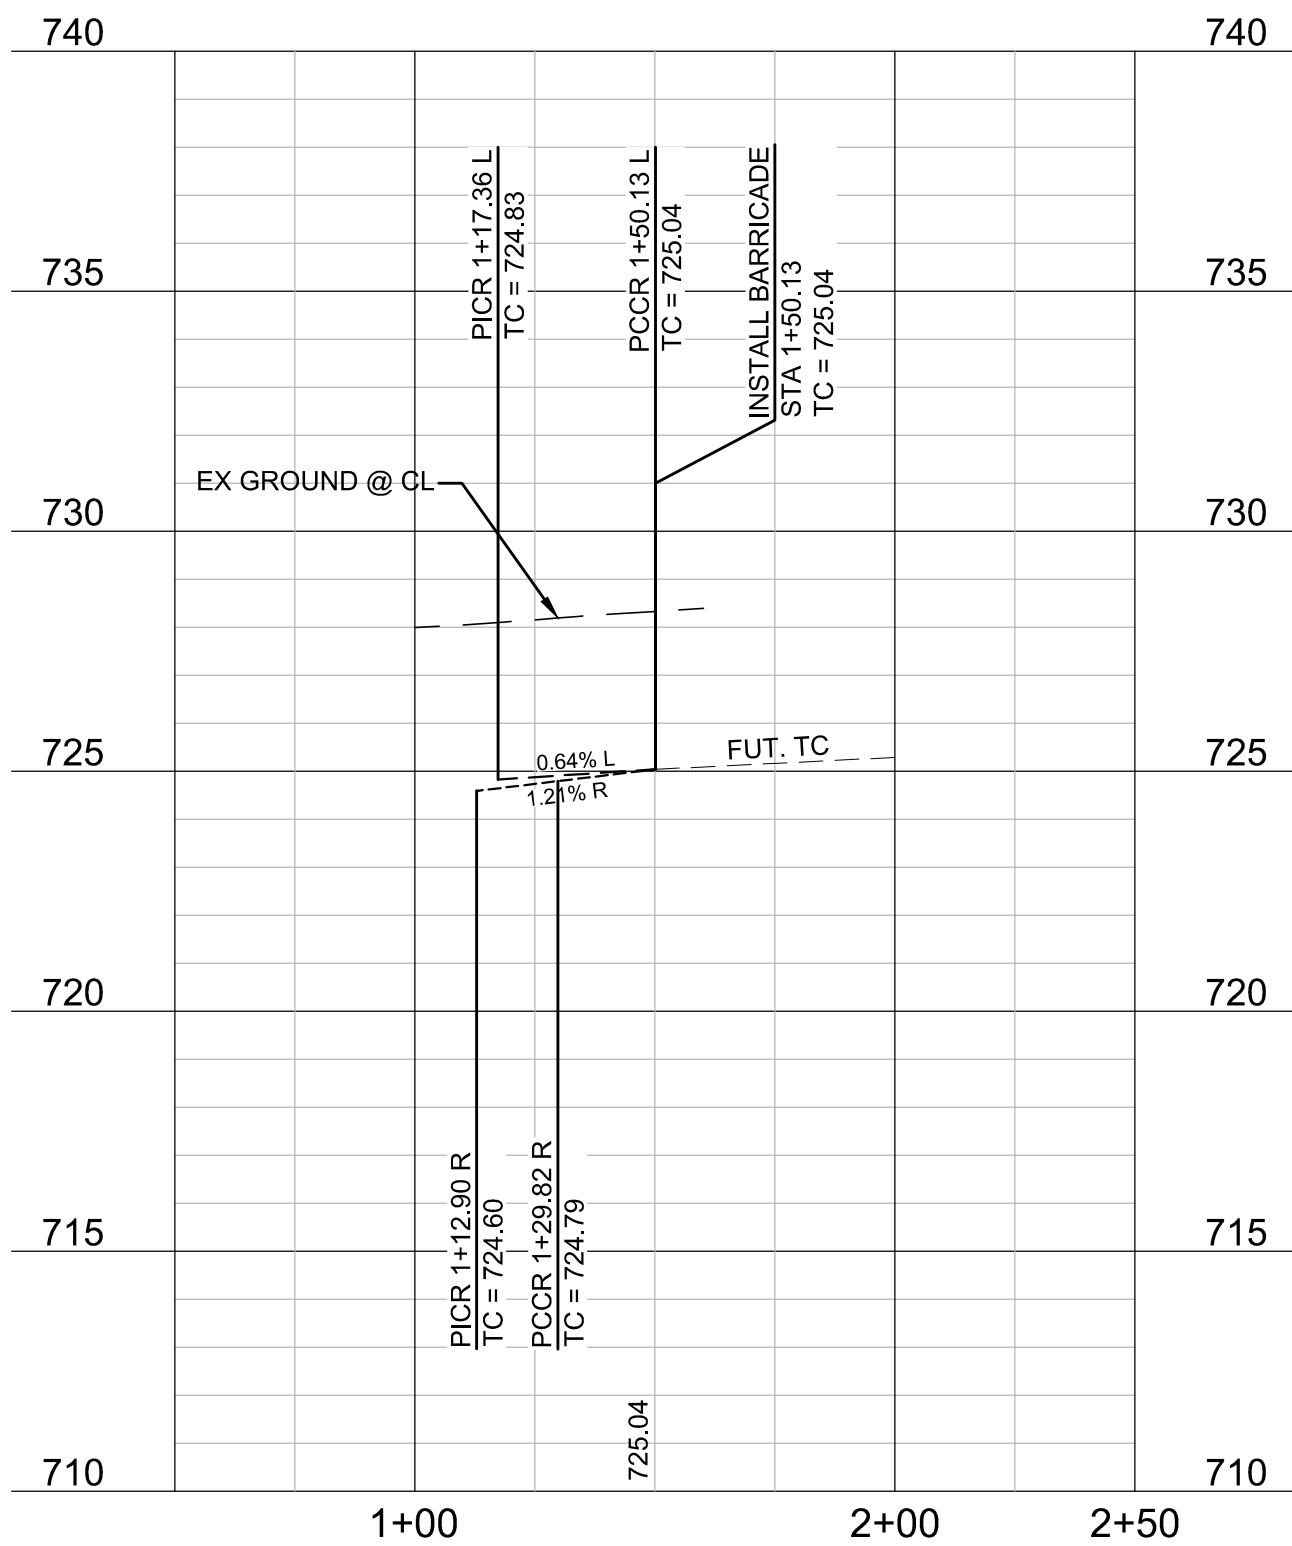 740
740
PICR 1+17.36 L
TC = 724.83
PCCR 1+50.13 L
TC = 725.04
INSTALL BARRICADE
STA 1+50.13
TC = 725.04
735
735
EX GROUND @ CL
730
730
725
0.64% L
FUT. TC
725
1.21% R
720
720
PICR 1+12.90 R
TC = 724.60
PCCR 1+29.82 R
TC = 724.79
715
715
725.04
710
710
1+00
2+00
2+50